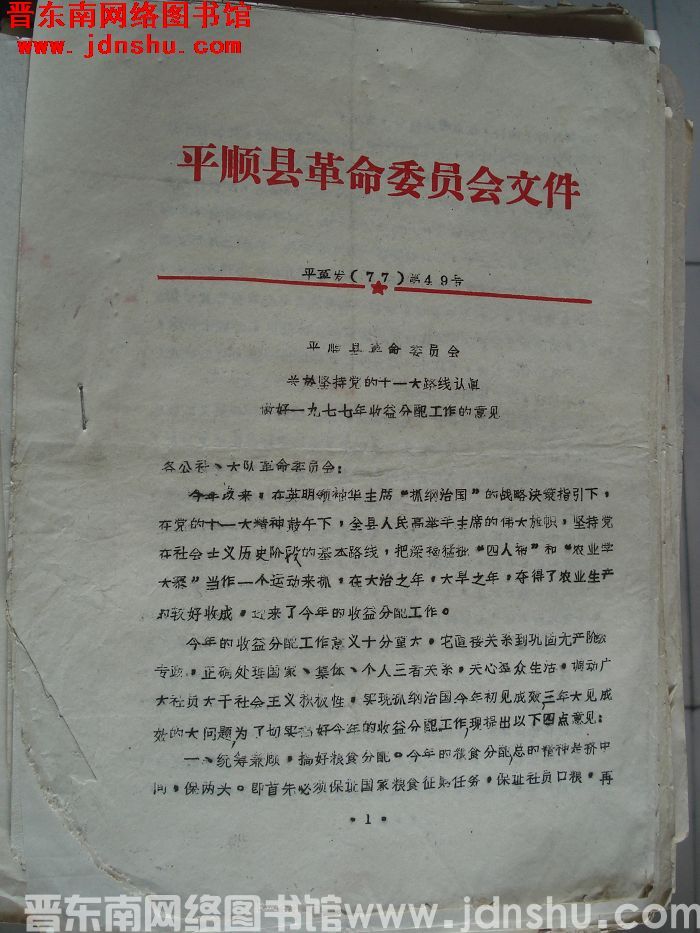 晋东南网络图书馆
www.jdnshu.com
平顺县革命委员会文件
平革发(77)第49号
平顺县革命委员会
关于坚持党的十一大路线认真
做好一九七七年收益分配工作的意见
各公社、大队革命委员会:
今年以来,在英明领袖华主席“抓纲治国”的战略决策指引下,
在党的十一大精神鼓午下,全县人民高举毛主席的伟大旗帜,坚持党
在社会主义历史阶段的基本路线,把深揭猛批“四人帮”和“农业学
大寨”当作一个运动来抓,在大治之年,大旱之年,夺得了农业生产
的较好收成,迎来了今年的收益分配工作。
今年的收益分配工作意义十分重大,它直接关系到巩固无产阶级
专政,正确处理国家、集体、个人三者关系,关心群众生活,调动广
大社员大干社会主义积极性,实现抓纲治国今年初见成效,三年大见成
效的大问题,为了切实搞好今年的收益分配工作,现提出以下四点意见:
一、统筹兼顾,搞好粮食分配。今年的粮食分配,总的精神是挤中
间,保两头。即首先必须保证国家粮食征购任务,保证社员口粮,再
·1·
晋东南网络图书馆 www.jdnshu.com